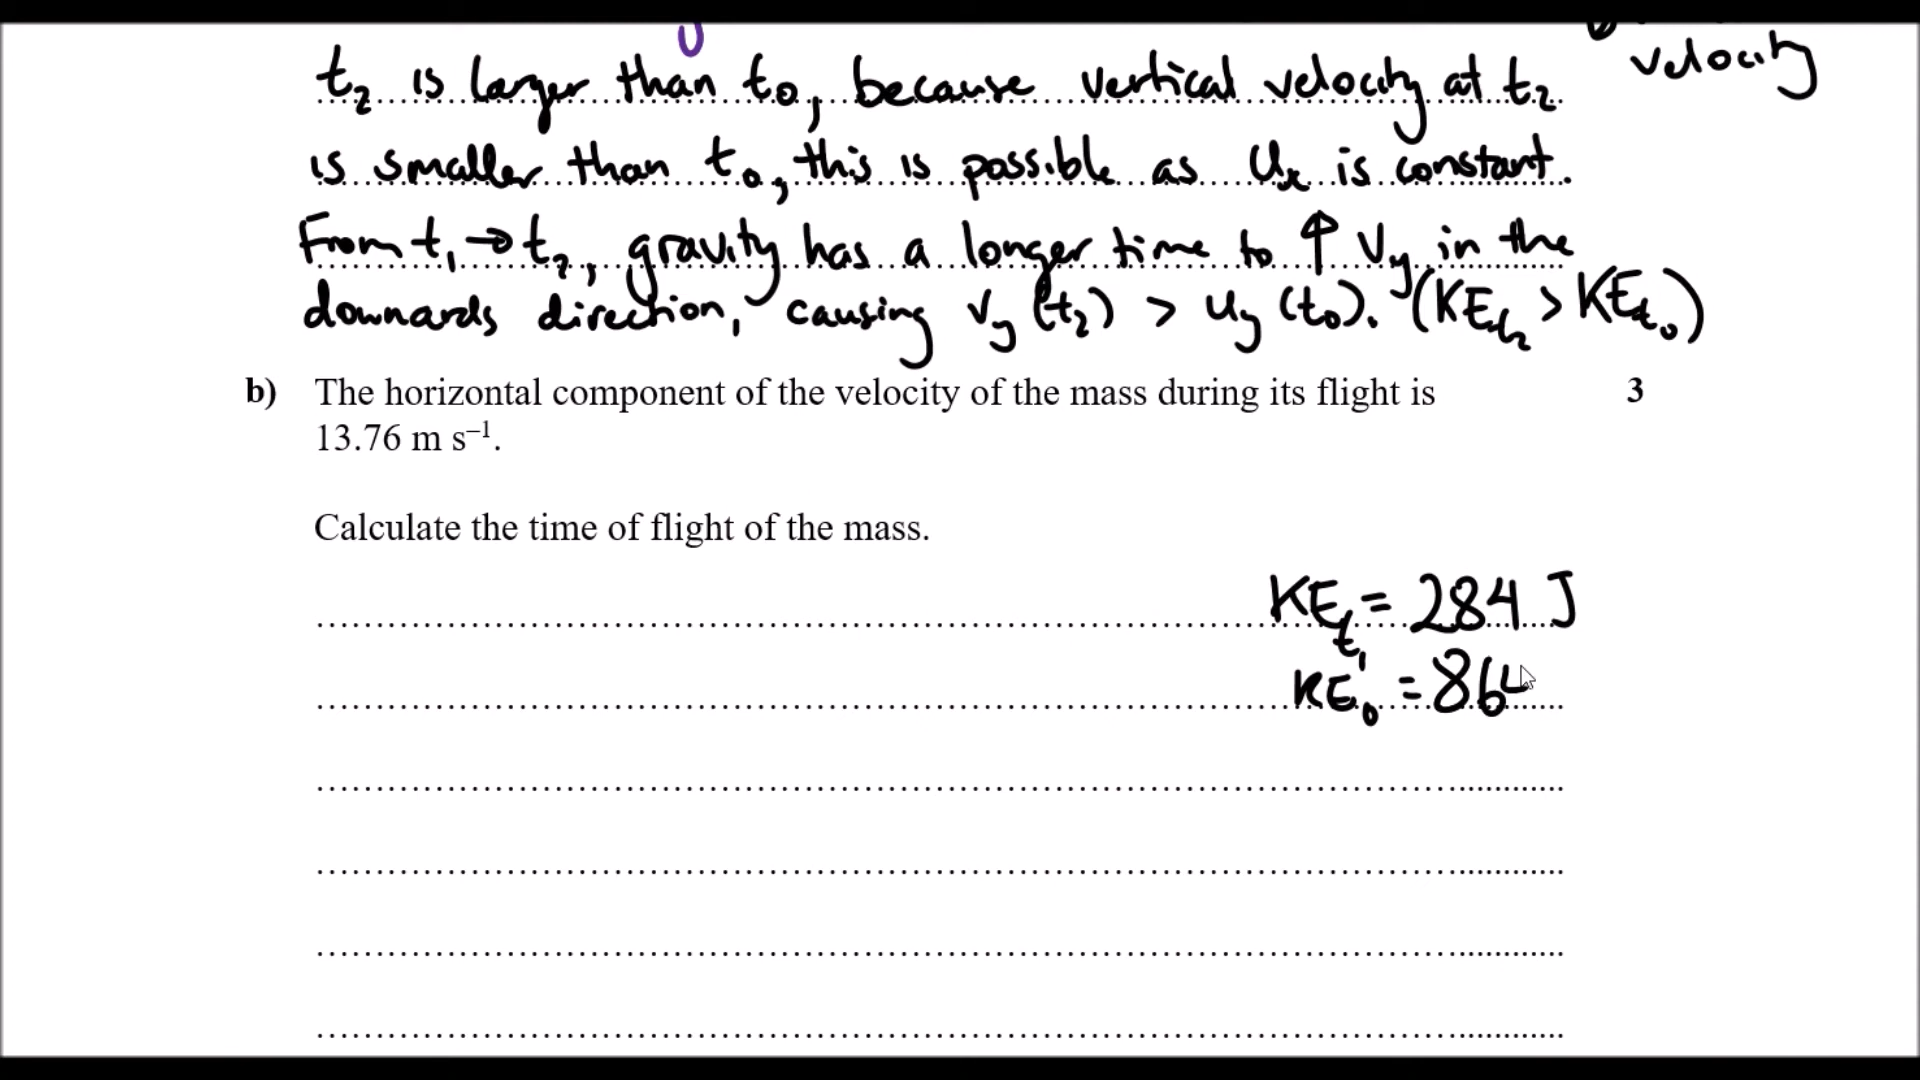 velocity
t₂ is larger than t₀, because vertical velocity at t₂
is smaller than t₀, this is possible as Uₓ is constant.
From t₁ → t₂, gravity has a longer time to ↑ Vy in the
downards direction, causing vy (t₂) > uy (t₀). (KEt₂ > KEt₀)
b) The horizontal component of the velocity of the mass during its flight is 3
13.76 m s⁻¹.
Calculate the time of flight of the mass.
KEt₁ = 284 J
KE₀ = 864